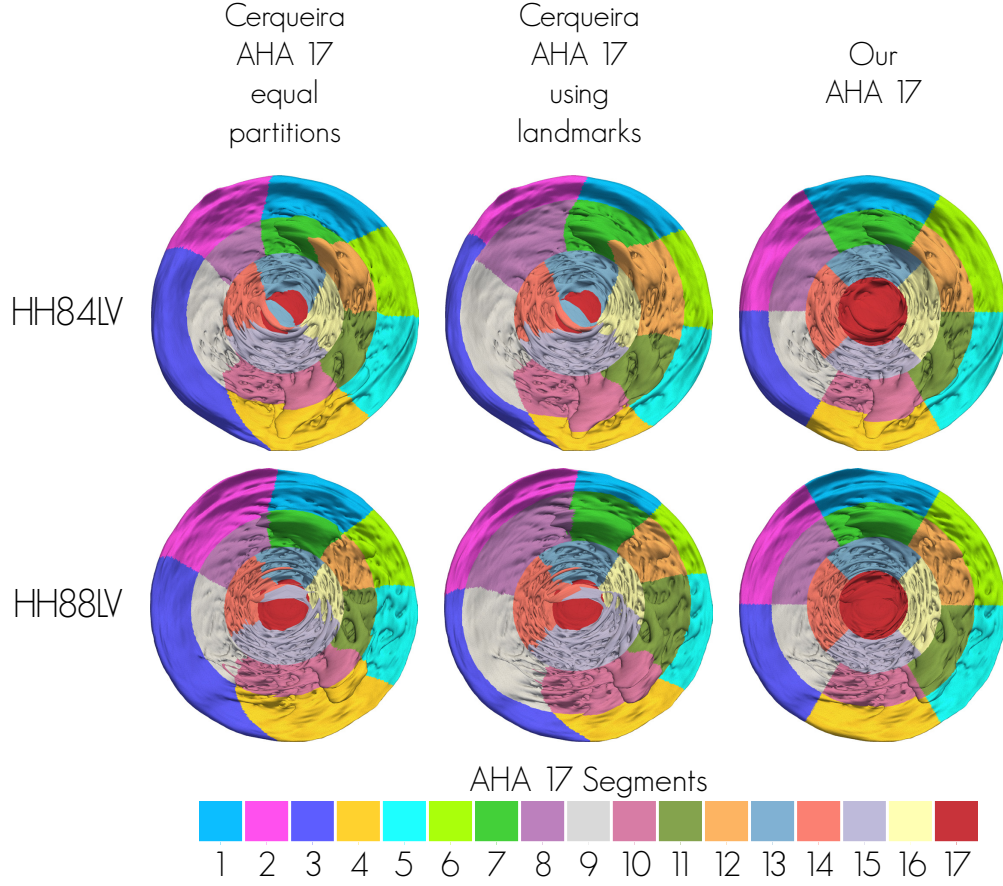 Cerqueira
AHA 17
equal
partitions
Cerqueira
AHA 17
using
landmarks
Our
AHA 17
HH84LV
HH88LV
AHA 17 Segments
1 2 3 4 5 6 7 8 9 10 11 12 13 14 15 16 17